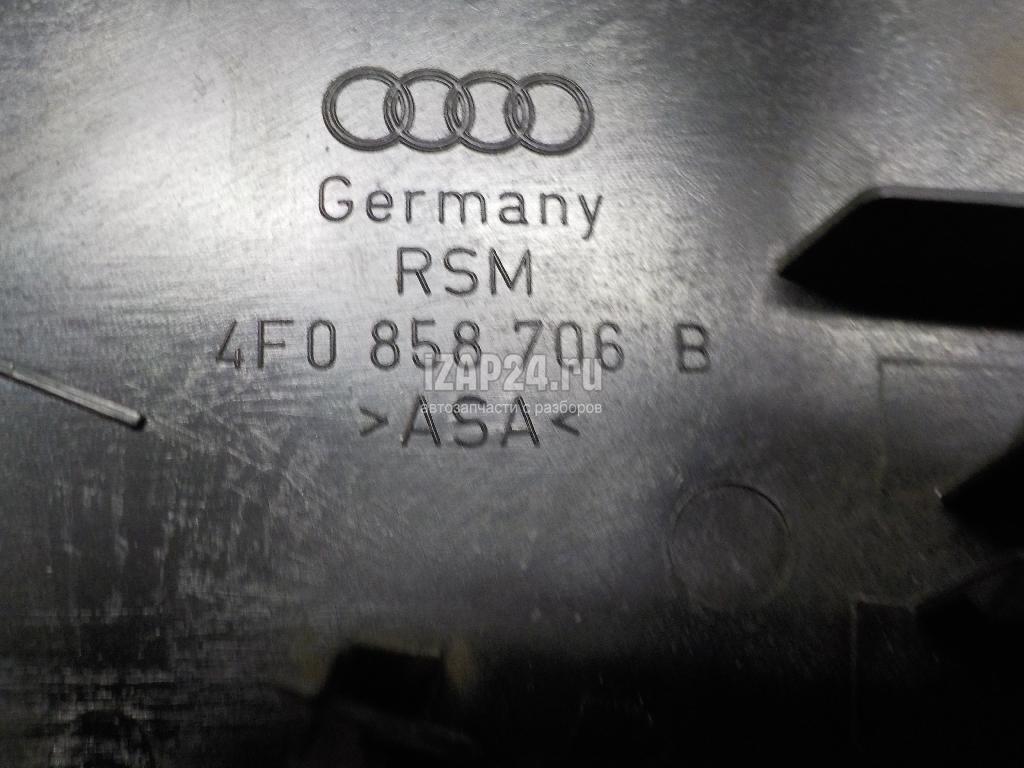 Germany
RSM
4F0 858 706 B
iZAP24.ru
автозапчасти с разборов
>ASA<